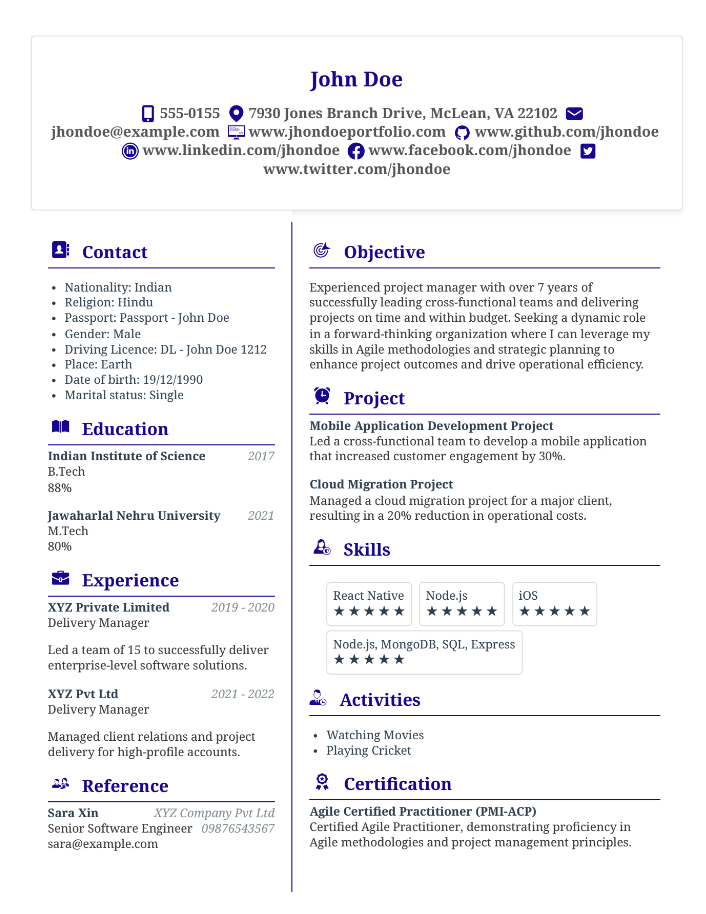 John Doe
555-0155 7930 Jones Branch Drive, McLean, VA 22102
jhondoe@example.com www.jhondoeportfolio.com www.github.com/jhondoe
www.linkedin.com/jhondoe www.facebook.com/jhondoe
www.twitter.com/jhondoe
Contact
• Nationality: Indian
• Religion: Hindu
• Passport: Passport - John Doe
• Gender: Male
• Driving Licence: DL - John Doe 1212
• Place: Earth
• Date of birth: 19/12/1990
• Marital status: Single
Education
Indian Institute of Science 2017
B.Tech
88%
Jawaharlal Nehru University 2021
M.Tech
80%
Experience
XYZ Private Limited 2019 - 2020
Delivery Manager
Led a team of 15 to successfully deliver
enterprise-level software solutions.
XYZ Pvt Ltd 2021 - 2022
Delivery Manager
Managed client relations and project
delivery for high-profile accounts.
Reference
Sara Xin XYZ Company Pvt Ltd
Senior Software Engineer 09876543567
sara@example.com
Objective
Experienced project manager with over 7 years of
successfully leading cross-functional teams and delivering
projects on time and within budget. Seeking a dynamic role
in a forward-thinking organization where I can leverage my
skills in Agile methodologies and strategic planning to
enhance project outcomes and drive operational efficiency.
Project
Mobile Application Development Project
Led a cross-functional team to develop a mobile application
that increased customer engagement by 30%.
Cloud Migration Project
Managed a cloud migration project for a major client,
resulting in a 20% reduction in operational costs.
Skills
React Native
★★★★★
Node.js
★★★★★
iOS
★★★★★
Node.js, MongoDB, SQL, Express
★★★★★
Activities
• Watching Movies
• Playing Cricket
Certification
Agile Certified Practitioner (PMI-ACP)
Certified Agile Practitioner, demonstrating proficiency in
Agile methodologies and project management principles.